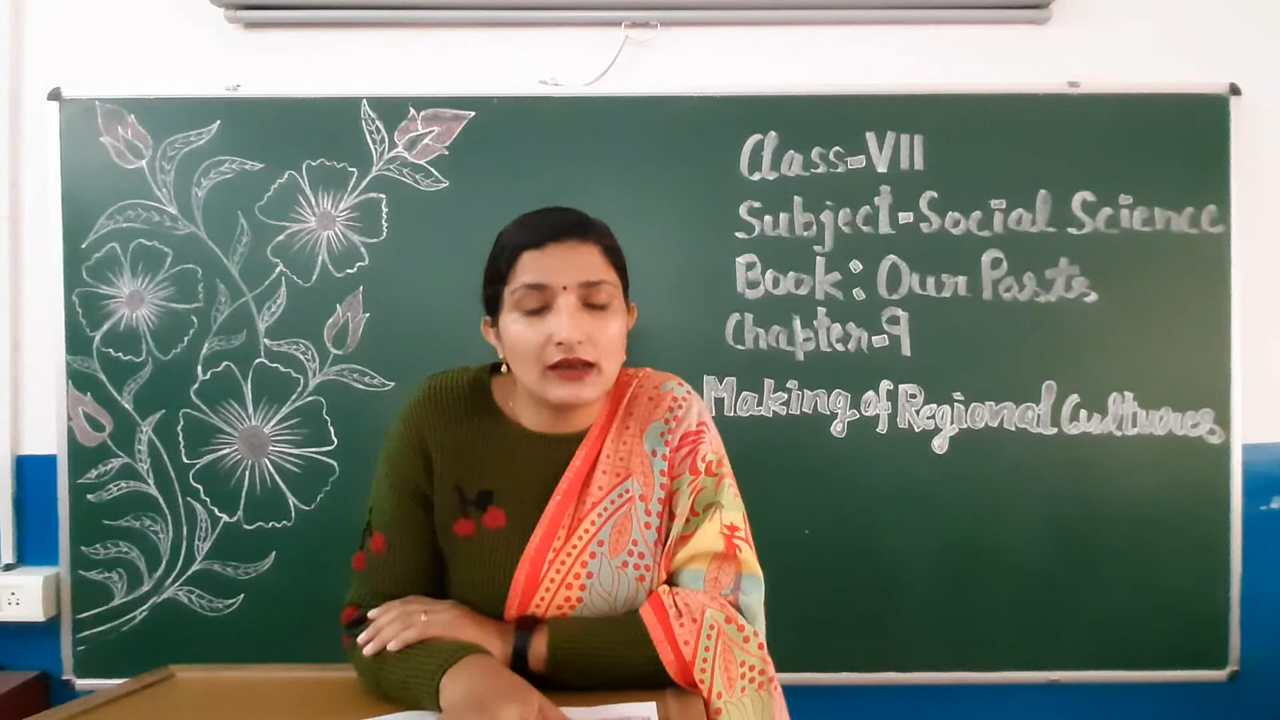 Class-VII
Subject-Social Science
Book: Our Pasts
Chapter-9
Making of Regional Cultures